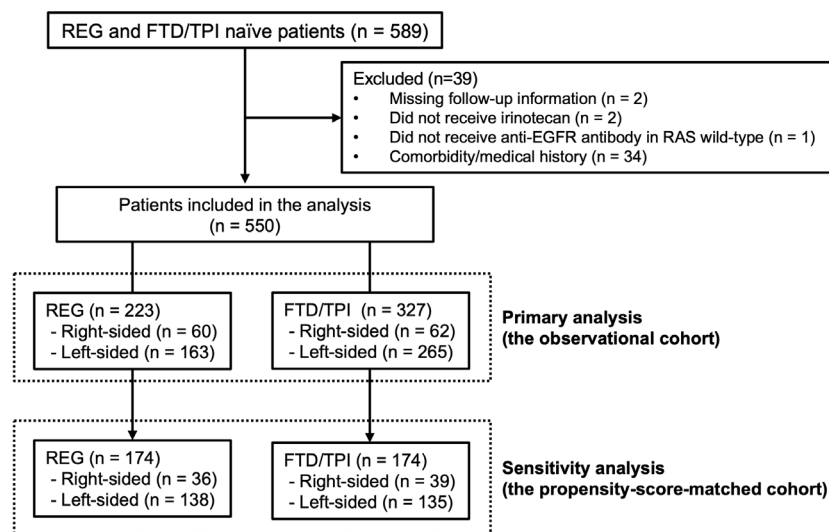 REG and FTD/TPI naïve patients (n = 589)
Excluded (n=39)
• Missing follow-up information (n = 2)
• Did not receive irinotecan (n = 2)
• Did not receive anti-EGFR antibody in RAS wild-type (n = 1)
• Comorbidity/medical history (n = 34)
Patients included in the analysis
(n = 550)
REG (n = 223)
- Right-sided (n = 60)
- Left-sided (n = 163)
FTD/TPI (n = 327)
- Right-sided (n = 62)
- Left-sided (n = 265)
Primary analysis
(the observational cohort)
REG (n = 174)
- Right-sided (n = 36)
- Left-sided (n = 138)
FTD/TPI (n = 174)
- Right-sided (n = 39)
- Left-sided (n = 135)
Sensitivity analysis
(the propensity-score-matched cohort)